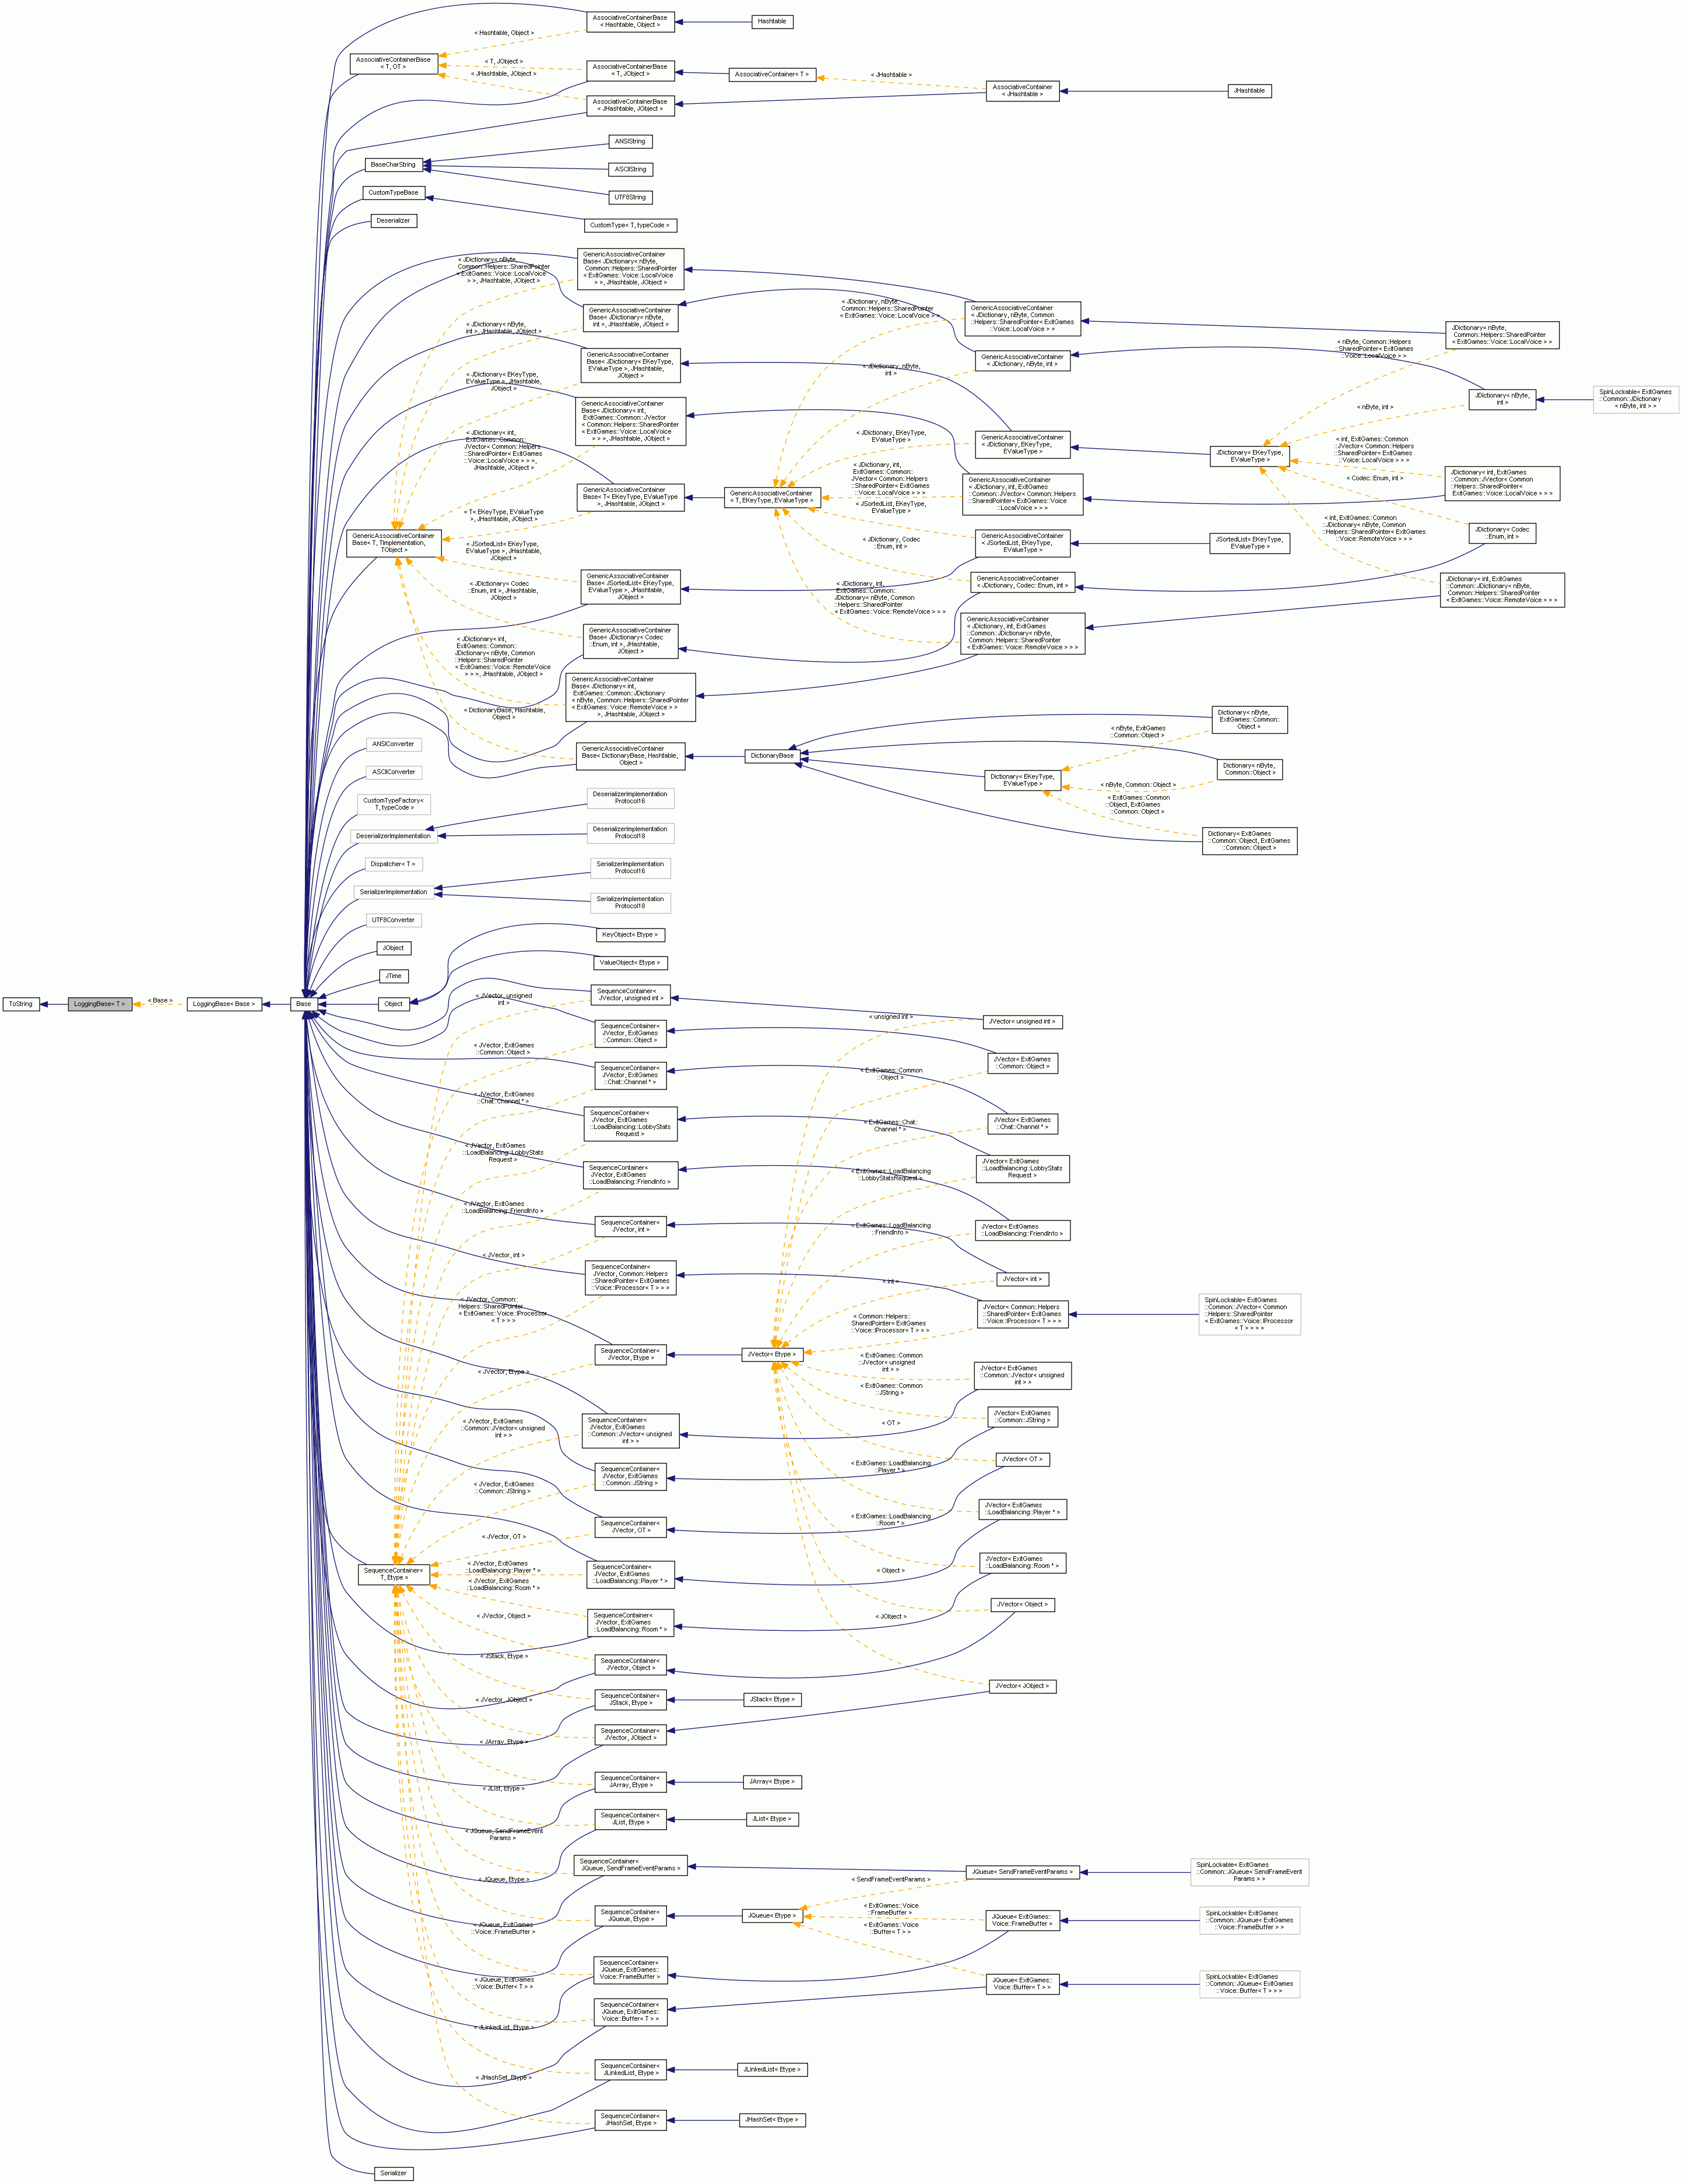 AssociativeContainerBase
< Hashtable, Object >
Hashtable
< Hashtable, Object >
AssociativeContainerBase
< T, OT >
< T, JObject >
< JHashtable, JObject >
AssociativeContainerBase
< T, JObject >
AssociativeContainer< T >
< JHashtable >
AssociativeContainer
< JHashtable >
JHashtable
AssociativeContainerBase
< JHashtable, JObject >
ANSIString
BaseCharString
ASCIIString
UTF8String
CustomTypeBase
CustomType< T, typeCode >
Deserializer
< JDictionary< nByte,
Common::Helpers::SharedPointer
< ExitGames::Voice::LocalVoice
> >, JHashtable, JObject >
GenericAssociativeContainer
Base< JDictionary< nByte,
Common::Helpers::SharedPointer
< ExitGames::Voice::LocalVoice
> >, JHashtable, JObject >
GenericAssociativeContainer
Base< JDictionary< nByte,
int >, JHashtable, JObject >
< JDictionary, nByte,
Common::Helpers::SharedPointer
< ExitGames::Voice::LocalVoice > >
GenericAssociativeContainer
< JDictionary, nByte, Common
::Helpers::SharedPointer< ExitGames
::Voice::LocalVoice > >
JDictionary< nByte,
Common::Helpers::SharedPointer
< ExitGames::Voice::LocalVoice > >
< JDictionary< nByte,
int >, JHashtable, JObject >
GenericAssociativeContainer
Base< JDictionary< EKeyType,
EValueType >, JHashtable,
JObject >
< JDictionary, nByte,
int >
GenericAssociativeContainer
< JDictionary, nByte, int >
< nByte, Common::Helpers
::SharedPointer< ExitGames
::Voice::LocalVoice > >
< JDictionary< EKeyType,
EValueType >, JHashtable,
JObject >
GenericAssociativeContainer
Base< JDictionary< int,
ExitGames::Common::JVector
< Common::Helpers::SharedPointer
< ExitGames::Voice::LocalVoice
> > >, JHashtable, JObject >
< nByte, int >
JDictionary< nByte,
int >
SpinLockable< ExitGames
::Common::JDictionary
< nByte, int > >
< JDictionary< int,
ExitGames::Common::
JVector< Common::Helpers
::SharedPointer< ExitGames
::Voice::LocalVoice > > >,
JHashtable, JObject >
< JDictionary, EKeyType,
EValueType >
GenericAssociativeContainer
< JDictionary, EKeyType,
EValueType >
JDictionary< EKeyType,
EValueType >
< int, ExitGames::Common
::JVector< Common::Helpers
::SharedPointer< ExitGames
::Voice::LocalVoice > > >
< JDictionary, int,
ExitGames::Common::
JVector< Common::Helpers
::SharedPointer< ExitGames
::Voice::LocalVoice > > >
GenericAssociativeContainer
< JDictionary, int, ExitGames
::Common::JVector< Common::Helpers
::SharedPointer< ExitGames::Voice
::LocalVoice > > >
JDictionary< int, ExitGames
::Common::JVector< Common
::Helpers::SharedPointer<
ExitGames::Voice::LocalVoice > > >
GenericAssociativeContainer
Base< T< EKeyType, EValueType
>, JHashtable, JObject >
GenericAssociativeContainer
< T, EKeyType, EValueType >
< Codec::Enum, int >
< T< EKeyType, EValueType
>, JHashtable, JObject >
< JSortedList, EKeyType,
EValueType >
< int, ExitGames::Common
::JDictionary< nByte, Common
::Helpers::SharedPointer< ExitGames
::Voice::RemoteVoice > > >
JDictionary< Codec
::Enum, int >
GenericAssociativeContainer
Base< T, TImplementation,
TObject >
< JSortedList< EKeyType,
EValueType >, JHashtable,
JObject >
< JDictionary, Codec
::Enum, int >
GenericAssociativeContainer
< JSortedList, EKeyType,
EValueType >
JSortedList< EKeyType,
EValueType >
GenericAssociativeContainer
Base< JSortedList< EKeyType,
EValueType >, JHashtable,
JObject >
GenericAssociativeContainer
< JDictionary, Codec::Enum, int >
< JDictionary< Codec
::Enum, int >, JHashtable,
JObject >
< JDictionary, int,
ExitGames::Common::
JDictionary< nByte, Common
::Helpers::SharedPointer
< ExitGames::Voice::RemoteVoice > > >
JDictionary< int, ExitGames
::Common::JDictionary< nByte,
Common::Helpers::SharedPointer
< ExitGames::Voice::RemoteVoice > > >
GenericAssociativeContainer
Base< JDictionary< Codec
::Enum, int >, JHashtable,
JObject >
GenericAssociativeContainer
< JDictionary, int, ExitGames
::Common::JDictionary< nByte,
Common::Helpers::SharedPointer
< ExitGames::Voice::RemoteVoice > > >
< JDictionary< int,
ExitGames::Common::
JDictionary< nByte, Common
::Helpers::SharedPointer
< ExitGames::Voice::RemoteVoice
> > >, JHashtable, JObject >
GenericAssociativeContainer
Base< JDictionary< int,
ExitGames::Common::JDictionary
< nByte, Common::Helpers::SharedPointer
< ExitGames::Voice::RemoteVoice > >
>, JHashtable, JObject >
< DictionaryBase, Hashtable,
Object >
Dictionary< nByte,
ExitGames::Common::
Object >
< nByte, ExitGames
::Common::Object >
ANSIConverter
GenericAssociativeContainer
Base< DictionaryBase, Hashtable,
Object >
DictionaryBase
Dictionary< nByte,
Common::Object >
ASCIIConverter
Dictionary< EKeyType,
EValueType >
< nByte, Common::Object >
CustomTypeFactory<
T, typeCode >
DeserializerImplementation
Protocol16
< ExitGames::Common
::Object, ExitGames
::Common::Object >
DeserializerImplementation
DeserializerImplementation
Protocol18
Dictionary< ExitGames
::Common::Object, ExitGames
::Common::Object >
Dispatcher< T >
SerializerImplementation
Protocol16
SerializerImplementation
SerializerImplementation
Protocol18
UTF8Converter
KeyObject< Etype >
JObject
ValueObject< Etype >
JTime
ToString
LoggingBase< T >
< Base >
LoggingBase< Base >
Base
Object
< JVector, unsigned
int >
SequenceContainer<
JVector, unsigned int >
< unsigned int >
JVector< unsigned int >
SequenceContainer<
JVector, ExitGames
::Common::Object >
< JVector, ExitGames
::Common::Object >
JVector< ExitGames
::Common::Object >
SequenceContainer<
JVector, ExitGames
::Chat::Channel * >
< ExitGames::Common
::Object >
< JVector, ExitGames
::Chat::Channel * >
SequenceContainer<
JVector, ExitGames
::LoadBalancing::LobbyStats
Request >
< ExitGames::Chat::
Channel * >
JVector< ExitGames
::Chat::Channel * >
< JVector, ExitGames
::LoadBalancing::LobbyStats
Request >
SequenceContainer<
JVector, ExitGames
::LoadBalancing::FriendInfo >
< ExitGames::LoadBalancing
::LobbyStatsRequest >
JVector< ExitGames
::LoadBalancing::LobbyStats
Request >
< JVector, ExitGames
::LoadBalancing::FriendInfo >
SequenceContainer<
JVector, int >
< ExitGames::LoadBalancing
::FriendInfo >
JVector< ExitGames
::LoadBalancing::FriendInfo >
< JVector, int >
SequenceContainer<
JVector, Common::Helpers
::SharedPointer< ExitGames
::Voice::IProcessor< T > > >
< int >
JVector< int >
< JVector, Common::
Helpers::SharedPointer
< ExitGames::Voice::IProcessor
< T > > >
< Common::Helpers::
SharedPointer< ExitGames
::Voice::IProcessor< T > > >
JVector< Common::Helpers
::SharedPointer< ExitGames
::Voice::IProcessor< T > > >
SpinLockable< ExitGames
::Common::JVector< Common
::Helpers::SharedPointer
< ExitGames::Voice::IProcessor
< T > > > >
SequenceContainer<
JVector, Etype >
JVector< Etype >
< JVector, Etype >
< ExitGames::Common
::JVector< unsigned
int > >
JVector< ExitGames
::Common::JVector< unsigned
int > >
< JVector, ExitGames
::Common::JVector< unsigned
int > >
SequenceContainer<
JVector, ExitGames
::Common::JVector< unsigned
int > >
< ExitGames::Common
::JString >
JVector< ExitGames
::Common::JString >
< OT >
< JVector, ExitGames
::Common::JString >
SequenceContainer<
JVector, ExitGames
::Common::JString >
< ExitGames::LoadBalancing
::Player * >
JVector< OT >
< JVector, OT >
SequenceContainer<
JVector, OT >
< ExitGames::LoadBalancing
::Room * >
JVector< ExitGames
::LoadBalancing::Player * >
SequenceContainer<
T, Etype >
< JVector, ExitGames
::LoadBalancing::Player * >
< JVector, ExitGames
::LoadBalancing::Room * >
SequenceContainer<
JVector, ExitGames
::LoadBalancing::Player * >
< Object >
JVector< ExitGames
::LoadBalancing::Room * >
< JVector, Object >
SequenceContainer<
JVector, ExitGames
::LoadBalancing::Room * >
< JObject >
JVector< Object >
< JStack, Etype >
SequenceContainer<
JVector, Object >
JVector< JObject >
< JVector, JObject >
SequenceContainer<
JStack, Etype >
JStack< Etype >
< JArray, Etype >
SequenceContainer<
JVector, JObject >
< JList, Etype >
SequenceContainer<
JArray, Etype >
JArray< Etype >
< JQueue, SendFrameEvent
Params >
SequenceContainer<
JList, Etype >
JList< Etype >
SequenceContainer<
JQueue, SendFrameEventParams >
< SendFrameEventParams >
JQueue< SendFrameEventParams >
SpinLockable< ExitGames
::Common::JQueue< SendFrameEvent
Params > >
< JQueue, Etype >
SequenceContainer<
JQueue, Etype >
JQueue< Etype >
< ExitGames::Voice
::FrameBuffer >
JQueue< ExitGames::
Voice::FrameBuffer >
SpinLockable< ExitGames
::Common::JQueue< ExitGames
::Voice::FrameBuffer > >
< JQueue, ExitGames
::Voice::FrameBuffer >
< ExitGames::Voice
::Buffer< T > >
SequenceContainer<
JQueue, ExitGames::
Voice::FrameBuffer >
JQueue< ExitGames::
Voice::Buffer< T > >
SpinLockable< ExitGames
::Common::JQueue< ExitGames
::Voice::Buffer< T > > >
< JQueue, ExitGames
::Voice::Buffer< T > >
SequenceContainer<
JQueue, ExitGames::
Voice::Buffer< T > >
< JLinkedList, Etype >
SequenceContainer<
JLinkedList, Etype >
JLinkedList< Etype >
< JHashSet, Etype >
SequenceContainer<
JHashSet, Etype >
JHashSet< Etype >
Serializer